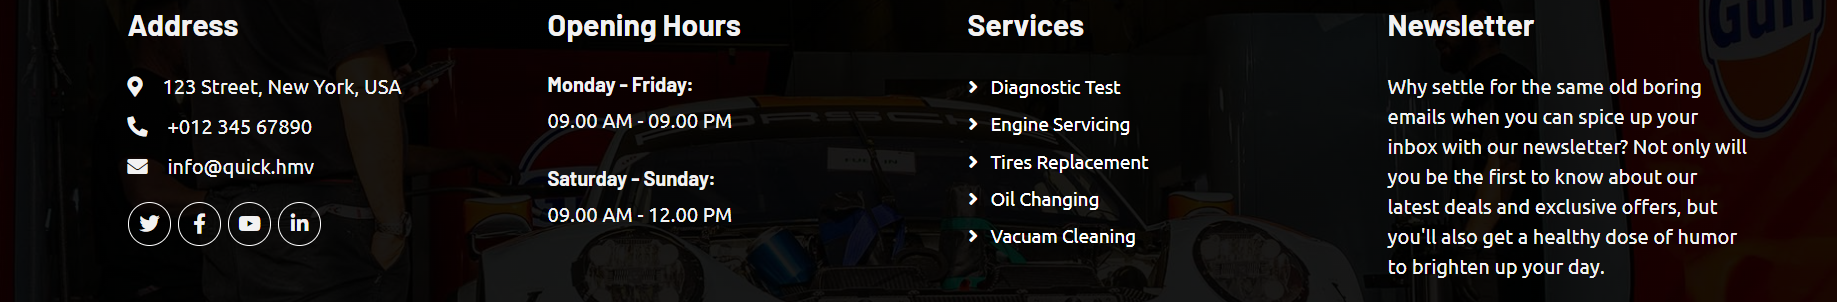 Address
123 Street, New York, USA
+012 345 67890
info@quick.hmv
Opening Hours
Monday - Friday:
09.00 AM - 09.00 PM
Saturday - Sunday:
09.00 AM - 12.00 PM
Services
Diagnostic Test
Engine Servicing
Tires Replacement
Oil Changing
Vacuam Cleaning
Newsletter
Why settle for the same old boring
emails when you can spice up your
inbox with our newsletter? Not only will
you be the first to know about our
latest deals and exclusive offers, but
you'll also get a healthy dose of humor
to brighten up your day.
Gulf
PORSCH